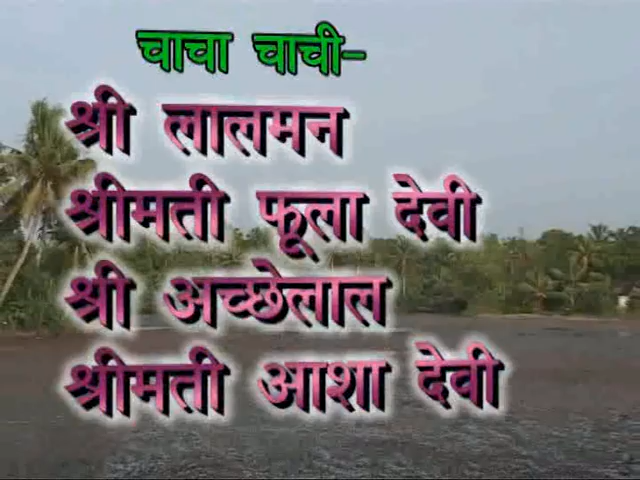 चाचा चाची-
श्री लालमन
श्रीमती फूला देवी
श्री अच्छेलाल
श्रीमती आशा देवी